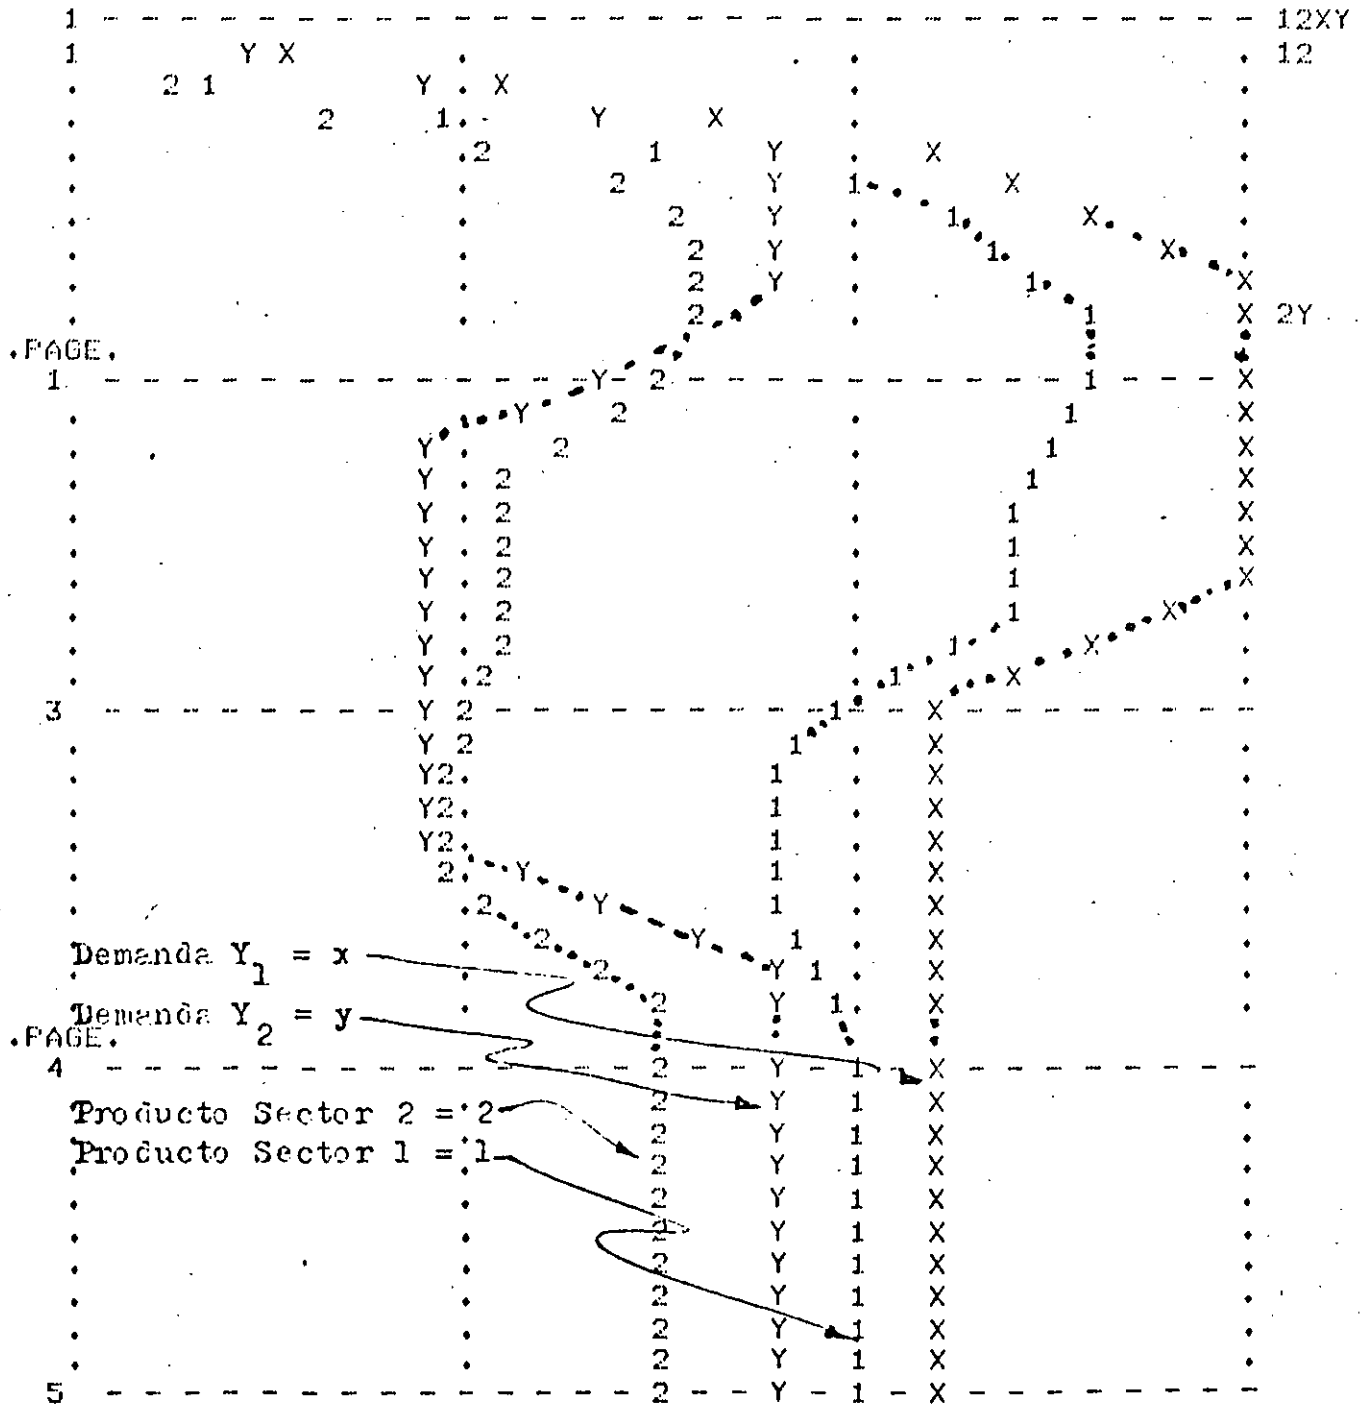 1 - - - - - - - - - - - - - - - - - - - - - - - - - - - - - 12XY
1 Y X . . 12
. 2 1 Y . X . .
. 2 1 . Y X . .
. . 2 1 Y . X .
. . 2 Y 1 X .
. . 2 Y . 1 X .
. . 2 Y . 1 X .
. . 2 Y . 1 X
. . 2 . 1 X 2Y
.PAGE.
1 - - - - - - - - - Y - 2 - - - - - 1 - - - X
. . Y 2 . 1 X
. Y . 2 . 1 X
. Y . 2 . 1 X
. Y . 2 . 1 X
. Y . 2 . 1 X
. Y . 2 . 1 X
. Y . 2 . 1 X .
. Y . 2 . 1 X .
. Y . 2 . 1 X .
3 - - - - - - - - Y 2 - - - - - - - - 1 - - X - - - - - - - -
. Y 2 1 . X .
. Y2. 1 . X .
. Y2. 1 . X .
. Y2. 1 . X .
. 2. Y 1 . X .
. . 2 Y 1 . X .
. 2 Y 1 . X .
Demanda Y1 = x 2 Y 1 . X .
Demanda Y2 = y 2 Y 1 X .
.PAGE.
4 - - - - - - - - - - - - - - 2 - - Y - 1 - X - - - - - - - -
. . 2 Y 1 X .
Producto Sector 2 = 2 2 Y 1 X .
Producto Sector 1 = 1 2 Y 1 X .
. . 2 Y 1 X .
. . 2 Y 1 X .
. . 2 Y 1 X .
. . 2 Y 1 X .
. . 2 Y 1 X .
. . 2 Y 1 X .
5 - - - - - - - - - - - - - - 2 - - Y - 1 - X - - - - - - - -